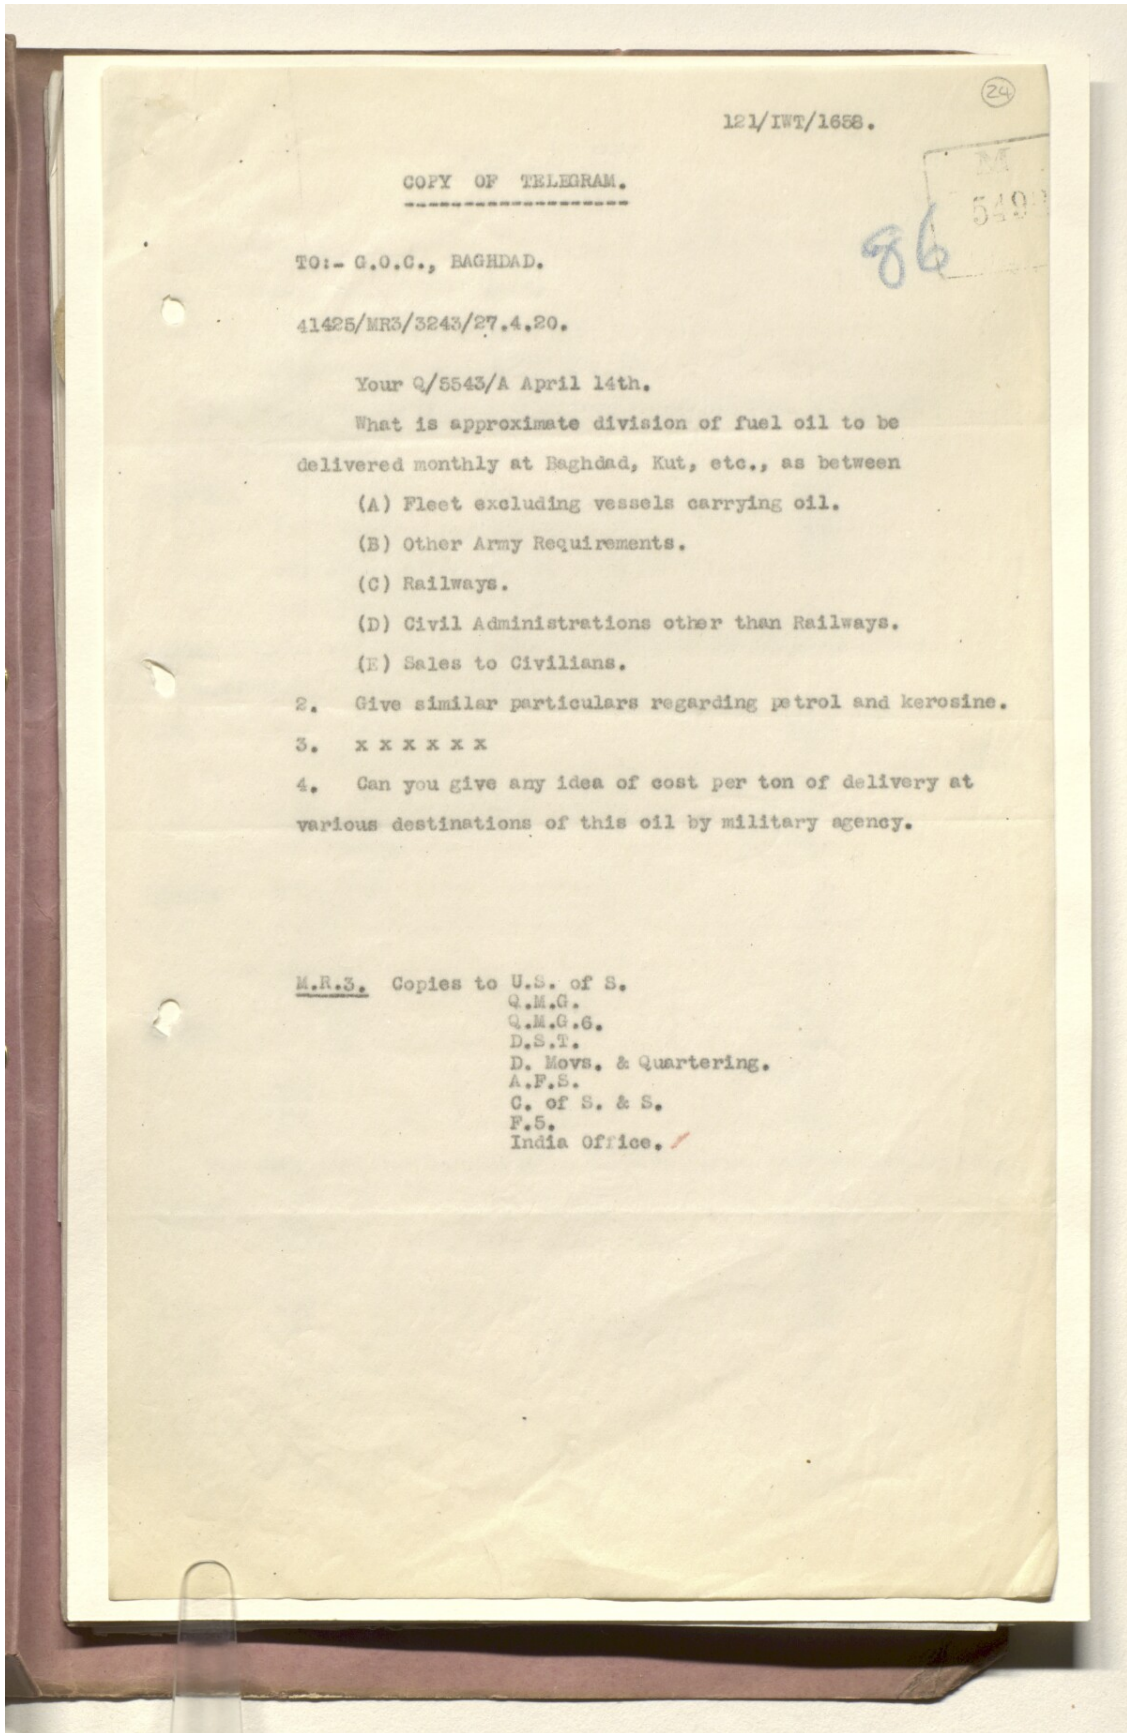 24
121/IWT/1658.
M
549
COPY OF TELEGRAM.
86
TO:- G.O.C., BAGHDAD.
41425/MR3/3243/27.4.20.
Your Q/5543/A April 14th.
What is approximate division of fuel oil to be
delivered monthly at Baghdad, Kut, etc., as between
(A) Fleet excluding vessels carrying oil.
(B) Other Army Requirements.
(C) Railways.
(D) Civil Administrations other than Railways.
(E) Sales to Civilians.
2. Give similar particulars regarding petrol and kerosine.
3. x x x x x x
4. Can you give any idea of cost per ton of delivery at
various destinations of this oil by military agency.
M.R.3. Copies to U.S. of S.
Q.M.G.
Q.M.G.6.
D.S.T.
D. Movs. & Quartering.
A.F.S.
C. of S. & S.
F.5.
India Office.